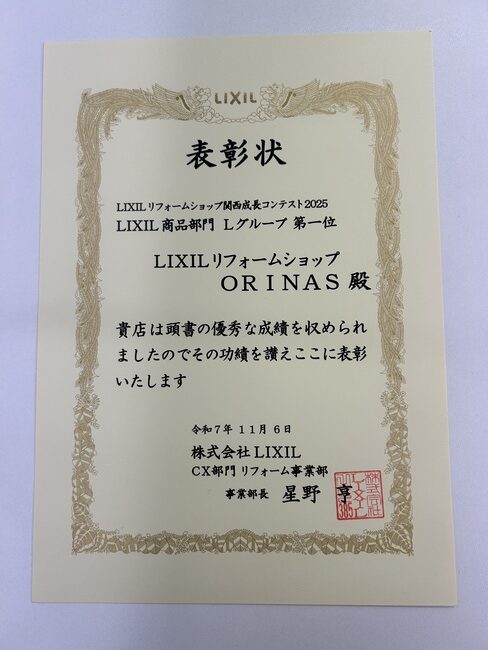 LIXIL
表彰状
LIXILリフォームショップ関西成長コンテスト2025
LIXIL商品部門 Lグループ 第一位
LIXILリフォームショップ
ORINAS 殿
貴店は頭書の優秀な成績を収められ
ましたのでその功績を讃えここに表彰
いたします
令和7年 11月 6日
株式会社LIXIL
CX部門 リフォーム事業部
事業部長 星野 亨